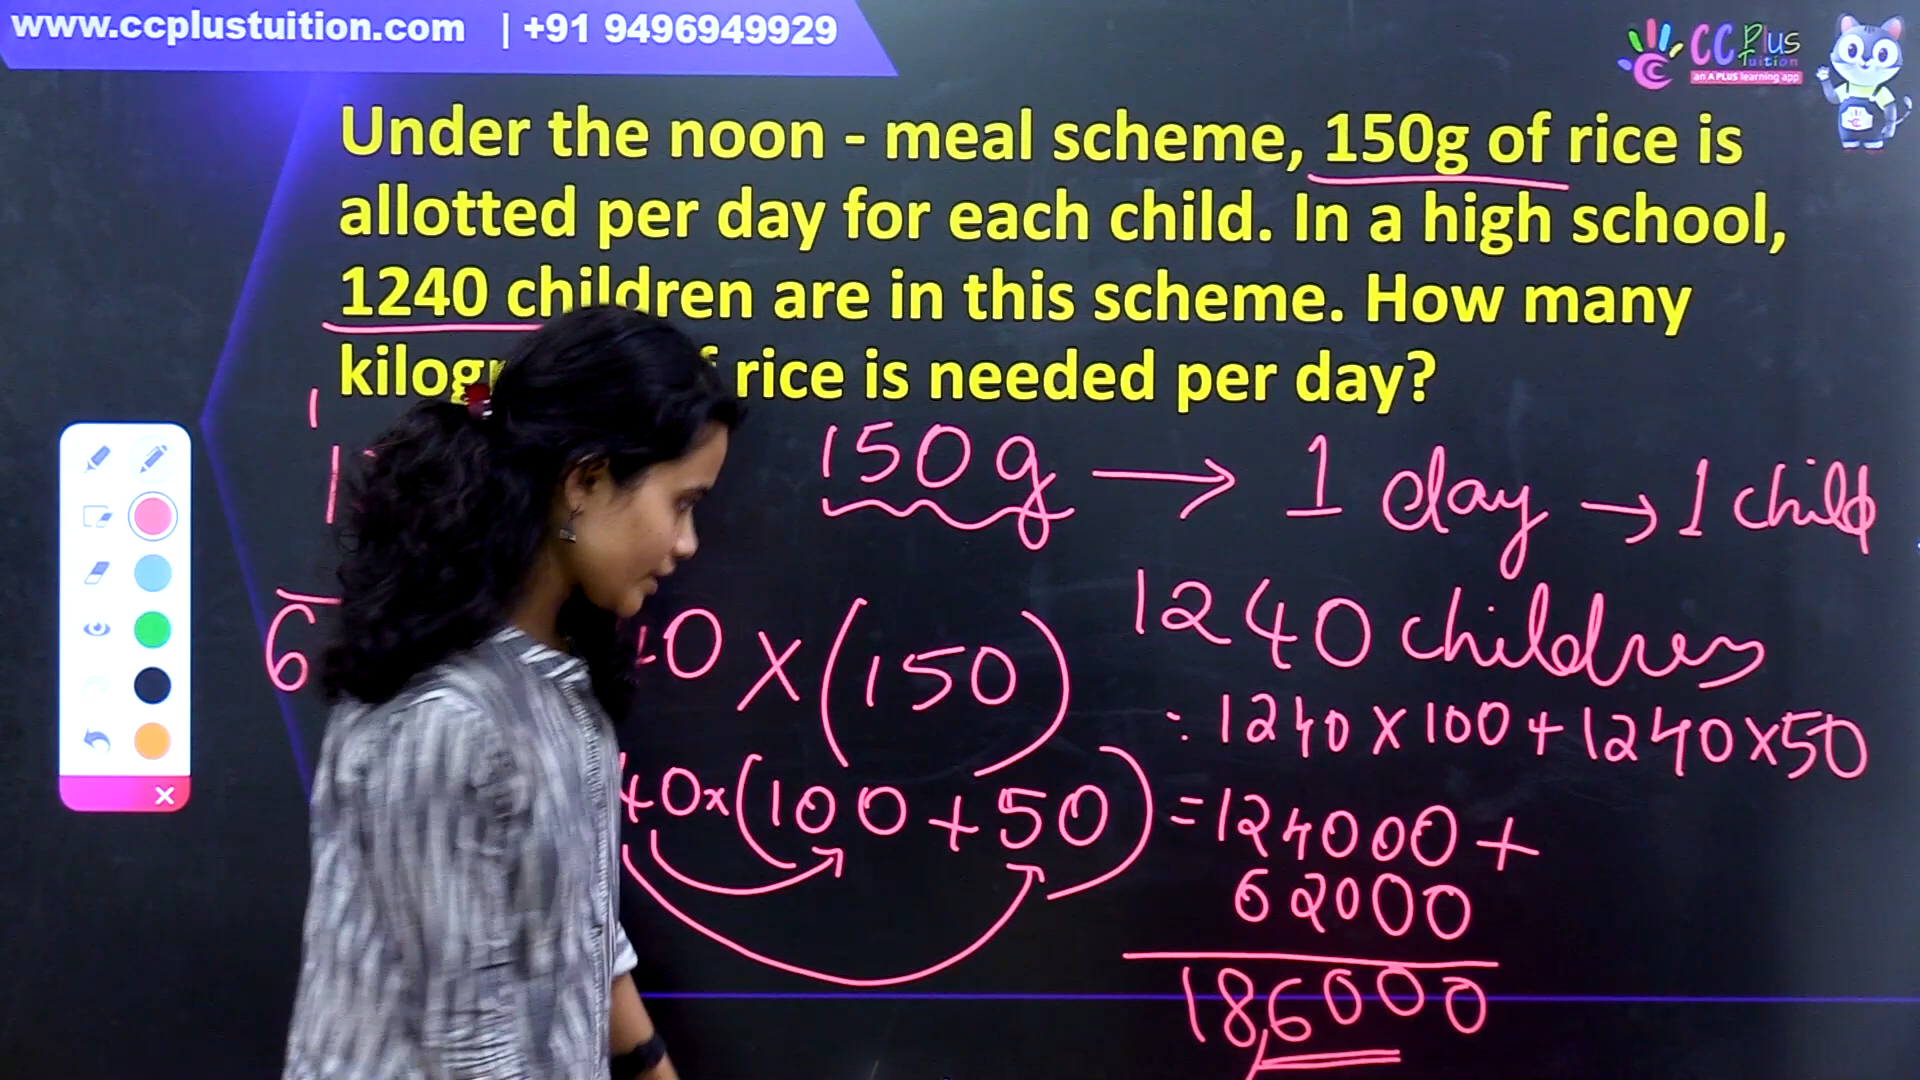 www.ccplustuition.com | +91 9496949929
CC Plus Tuition
an A PLUS learning app
Under the noon - meal scheme, 150g of rice is
allotted per day for each child. In a high school,
1240 children are in this scheme. How many
rice is needed per day?
150g → 1 day → 1 child
1240 children
40 × (150)
= 1240 × 100 + 1240 × 50
40 × (100 + 50) = 124000 +
62000
186000
6